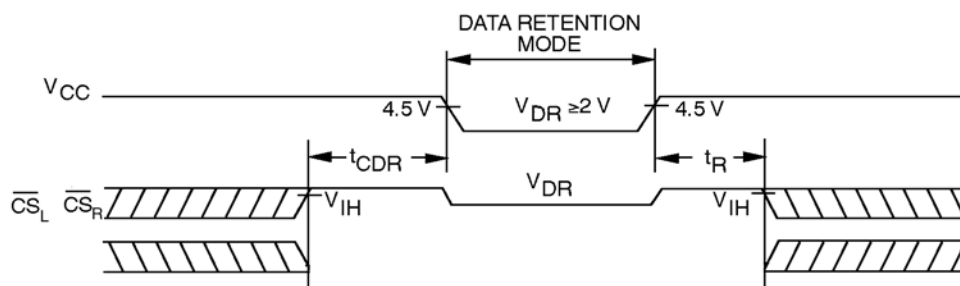 DATA RETENTION
MODE
VCC
4.5 V
VDR ≥2 V
4.5 V
tCDR
tR
CSL CSR
VIH
VDR
VIH